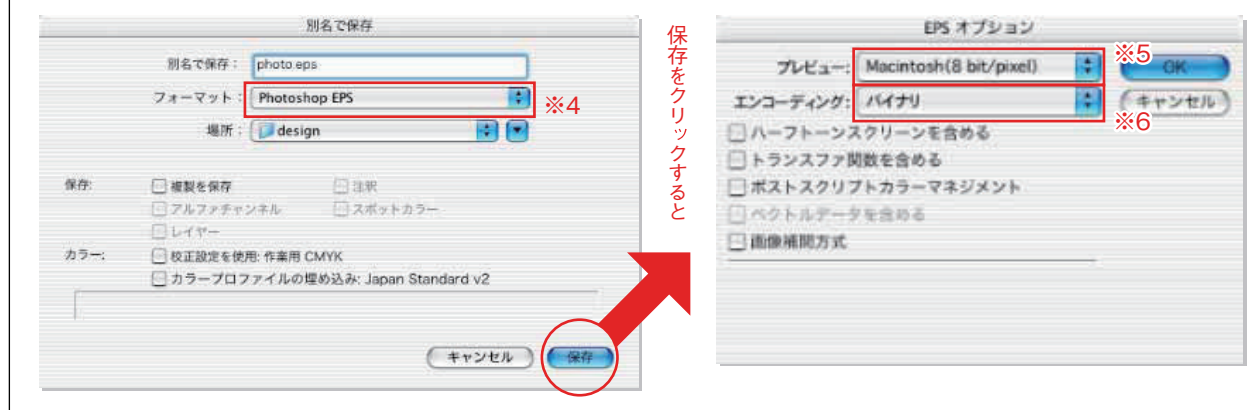 別名で保存
別名で保存： photo.eps
フォーマット： Photoshop EPS
※4
場所： design
保存: 複製を保存 注釈
アルファチャンネル スポットカラー
レイヤー
カラー: 校正設定を使用: 作業用 CMYK
カラープロファイルの埋め込み: Japan Standard v2
キャンセル 保存
保存をクリックすると
EPS オプション
プレビュー: Macintosh(8 bit/pixel) ※5 OK
エンコーディング: バイナリ ※6 キャンセル
ハーフトーンスクリーンを含める
トランスファ関数を含める
ポストスクリプトカラーマネジメント
ベクトルデータを含める
画像補間方式